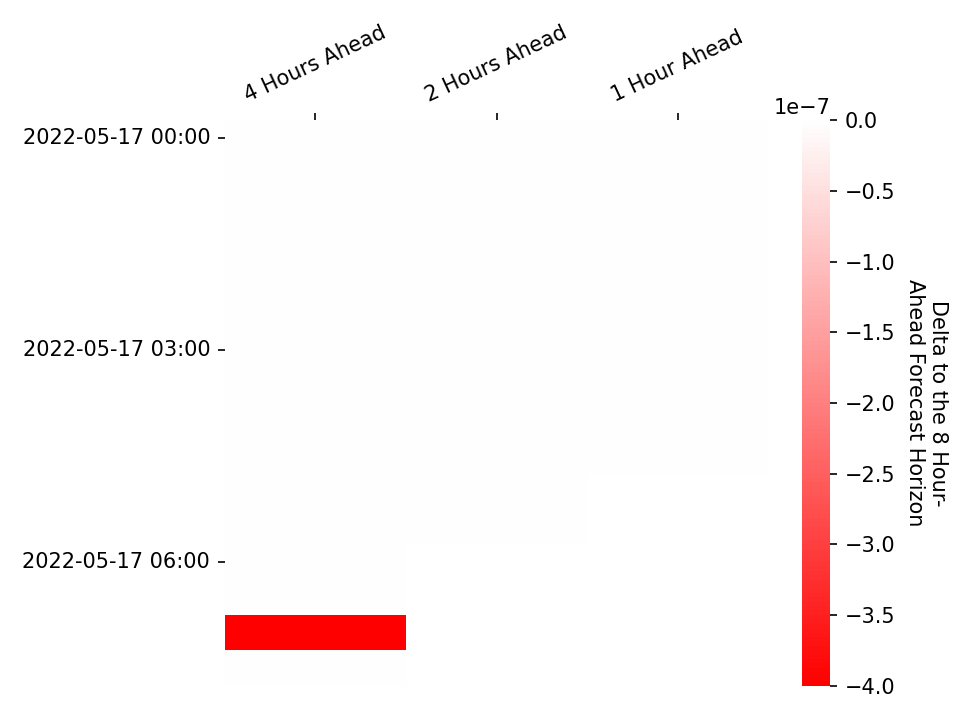 4 Hours Ahead
2 Hours Ahead
1 Hour Ahead
1e−7
2022-05-17 00:00
2022-05-17 03:00
2022-05-17 06:00
0.0
−0.5
−1.0
−1.5
−2.0
−2.5
−3.0
−3.5
−4.0
Delta to the 8 Hour-
Ahead Forecast Horizon